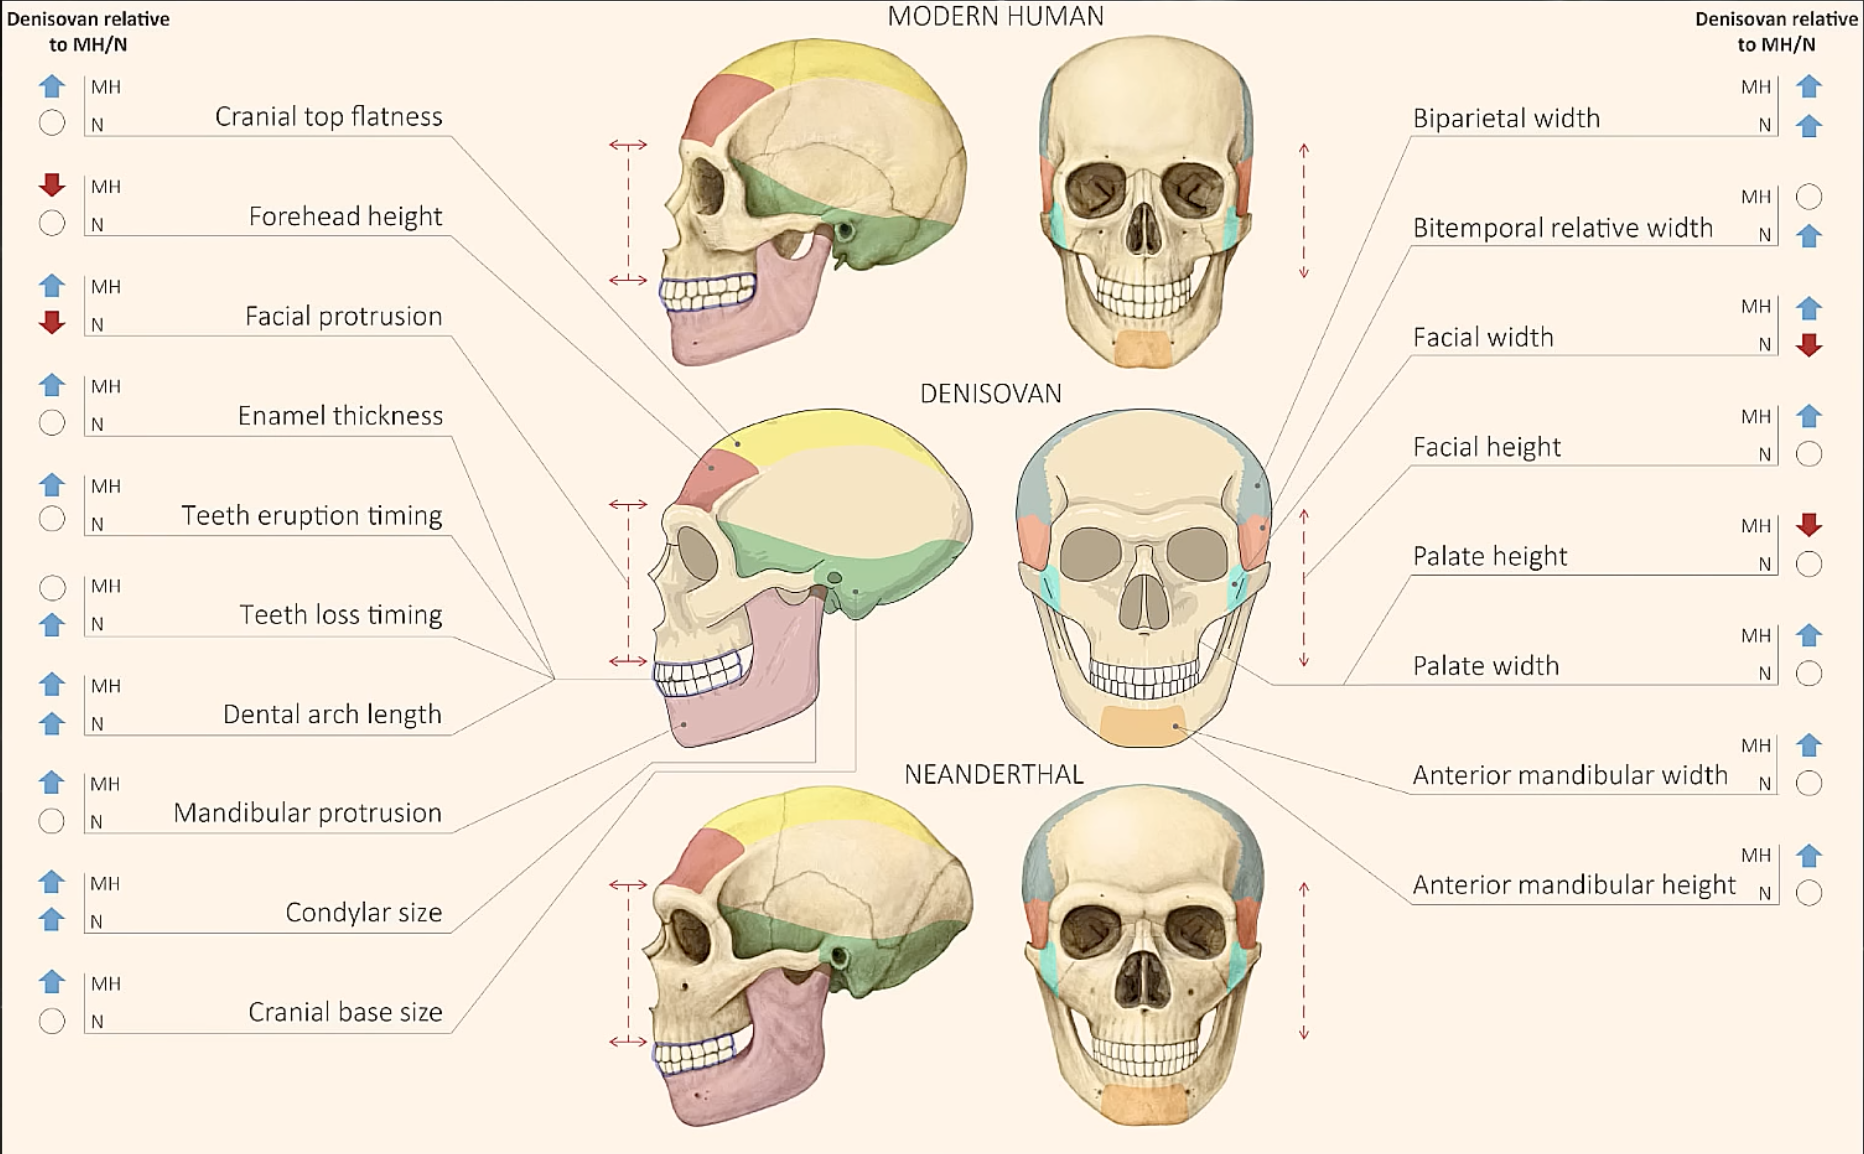 Denisovan relative
to MH/N
MODERN HUMAN
Denisovan relative
to MH/N
MH
N
Cranial top flatness
MH
N
Forehead height
MH
N
Facial protrusion
MH
N
Enamel thickness
MH
N
Teeth eruption timing
MH
N
Teeth loss timing
MH
N
Dental arch length
MH
N
Mandibular protrusion
MH
N
Condylar size
MH
N
Cranial base size
DENISOVAN
NEANDERTHAL
MH
Biparietal width
N
MH
Bitemporal relative width
N
MH
Facial width
N
MH
Facial height
N
MH
Palate height
N
MH
Palate width
N
MH
Anterior mandibular width
N
MH
Anterior mandibular height
N